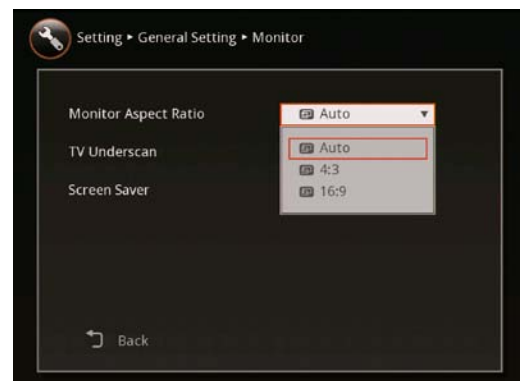 Setting ▸ General Setting ▸ Monitor
Monitor Aspect Ratio
Auto
TV Underscan
Auto
4:3
Screen Saver
16:9
Back